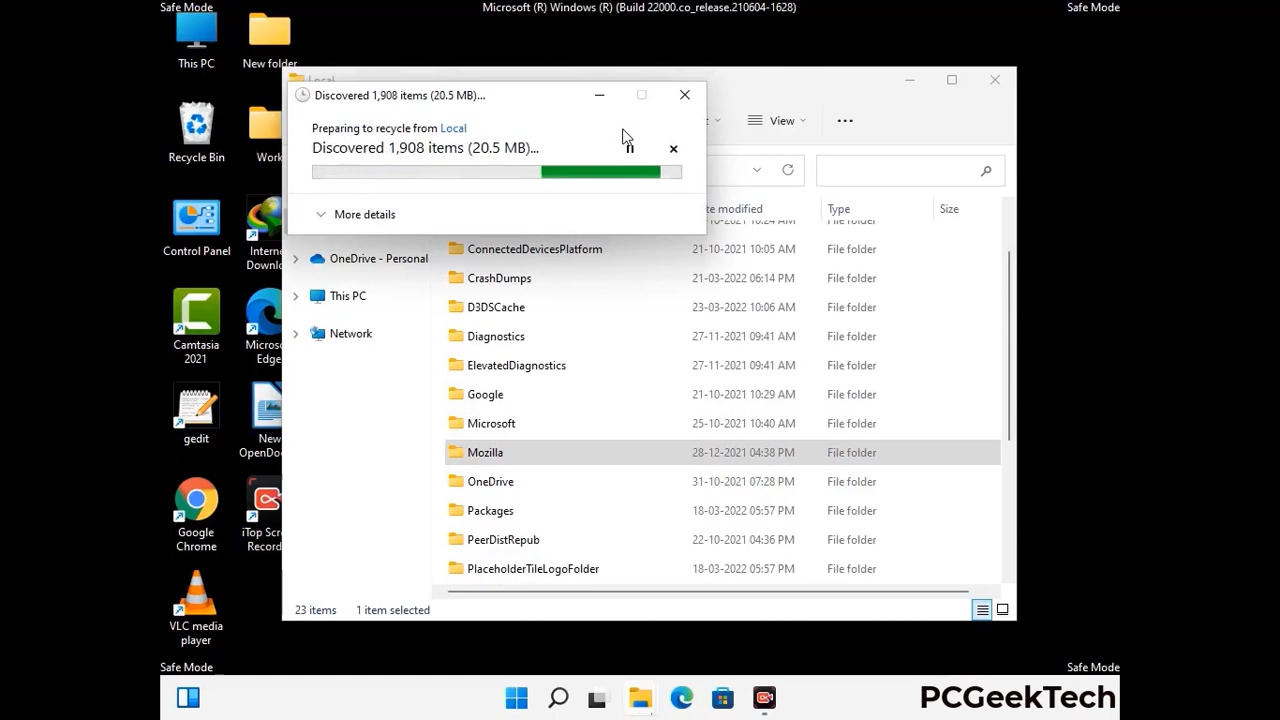 Safe Mode
Microsoft (R) Windows (R) (Build 22000.co_release.210604-1628)
Safe Mode
This PC
New folder
Recycle Bin
Work
Control Panel
Internet
Downlo
Camtasia
2021
Micros
Edge
gedit
New
OpenDoc
Google
Chrome
iTop Scre
Record
VLC media
player
Local
Discovered 1,908 items (20.5 MB)...
Preparing to recycle from Local
Discovered 1,908 items (20.5 MB)...
More details
View
te modified
Type
Size
OneDrive - Personal
This PC
Network
File folder
ConnectedDevicesPlatform 21-10-2021 10:05 AM File folder
CrashDumps 21-03-2022 06:14 PM File folder
D3DSCache 23-03-2022 10:06 AM File folder
Diagnostics 27-11-2021 09:41 AM File folder
ElevatedDiagnostics 27-11-2021 09:41 AM File folder
Google 21-10-2021 10:29 AM File folder
Microsoft 25-10-2021 10:40 AM File folder
Mozilla 28-12-2021 04:38 PM File folder
OneDrive 31-10-2021 07:28 PM File folder
Packages 18-03-2022 05:57 PM File folder
PeerDistRepub 22-10-2021 04:36 PM File folder
PlaceholderTileLogoFolder 18-03-2022 05:57 PM File folder
23 items
1 item selected
Safe Mode
Safe Mode
PCGeekTech